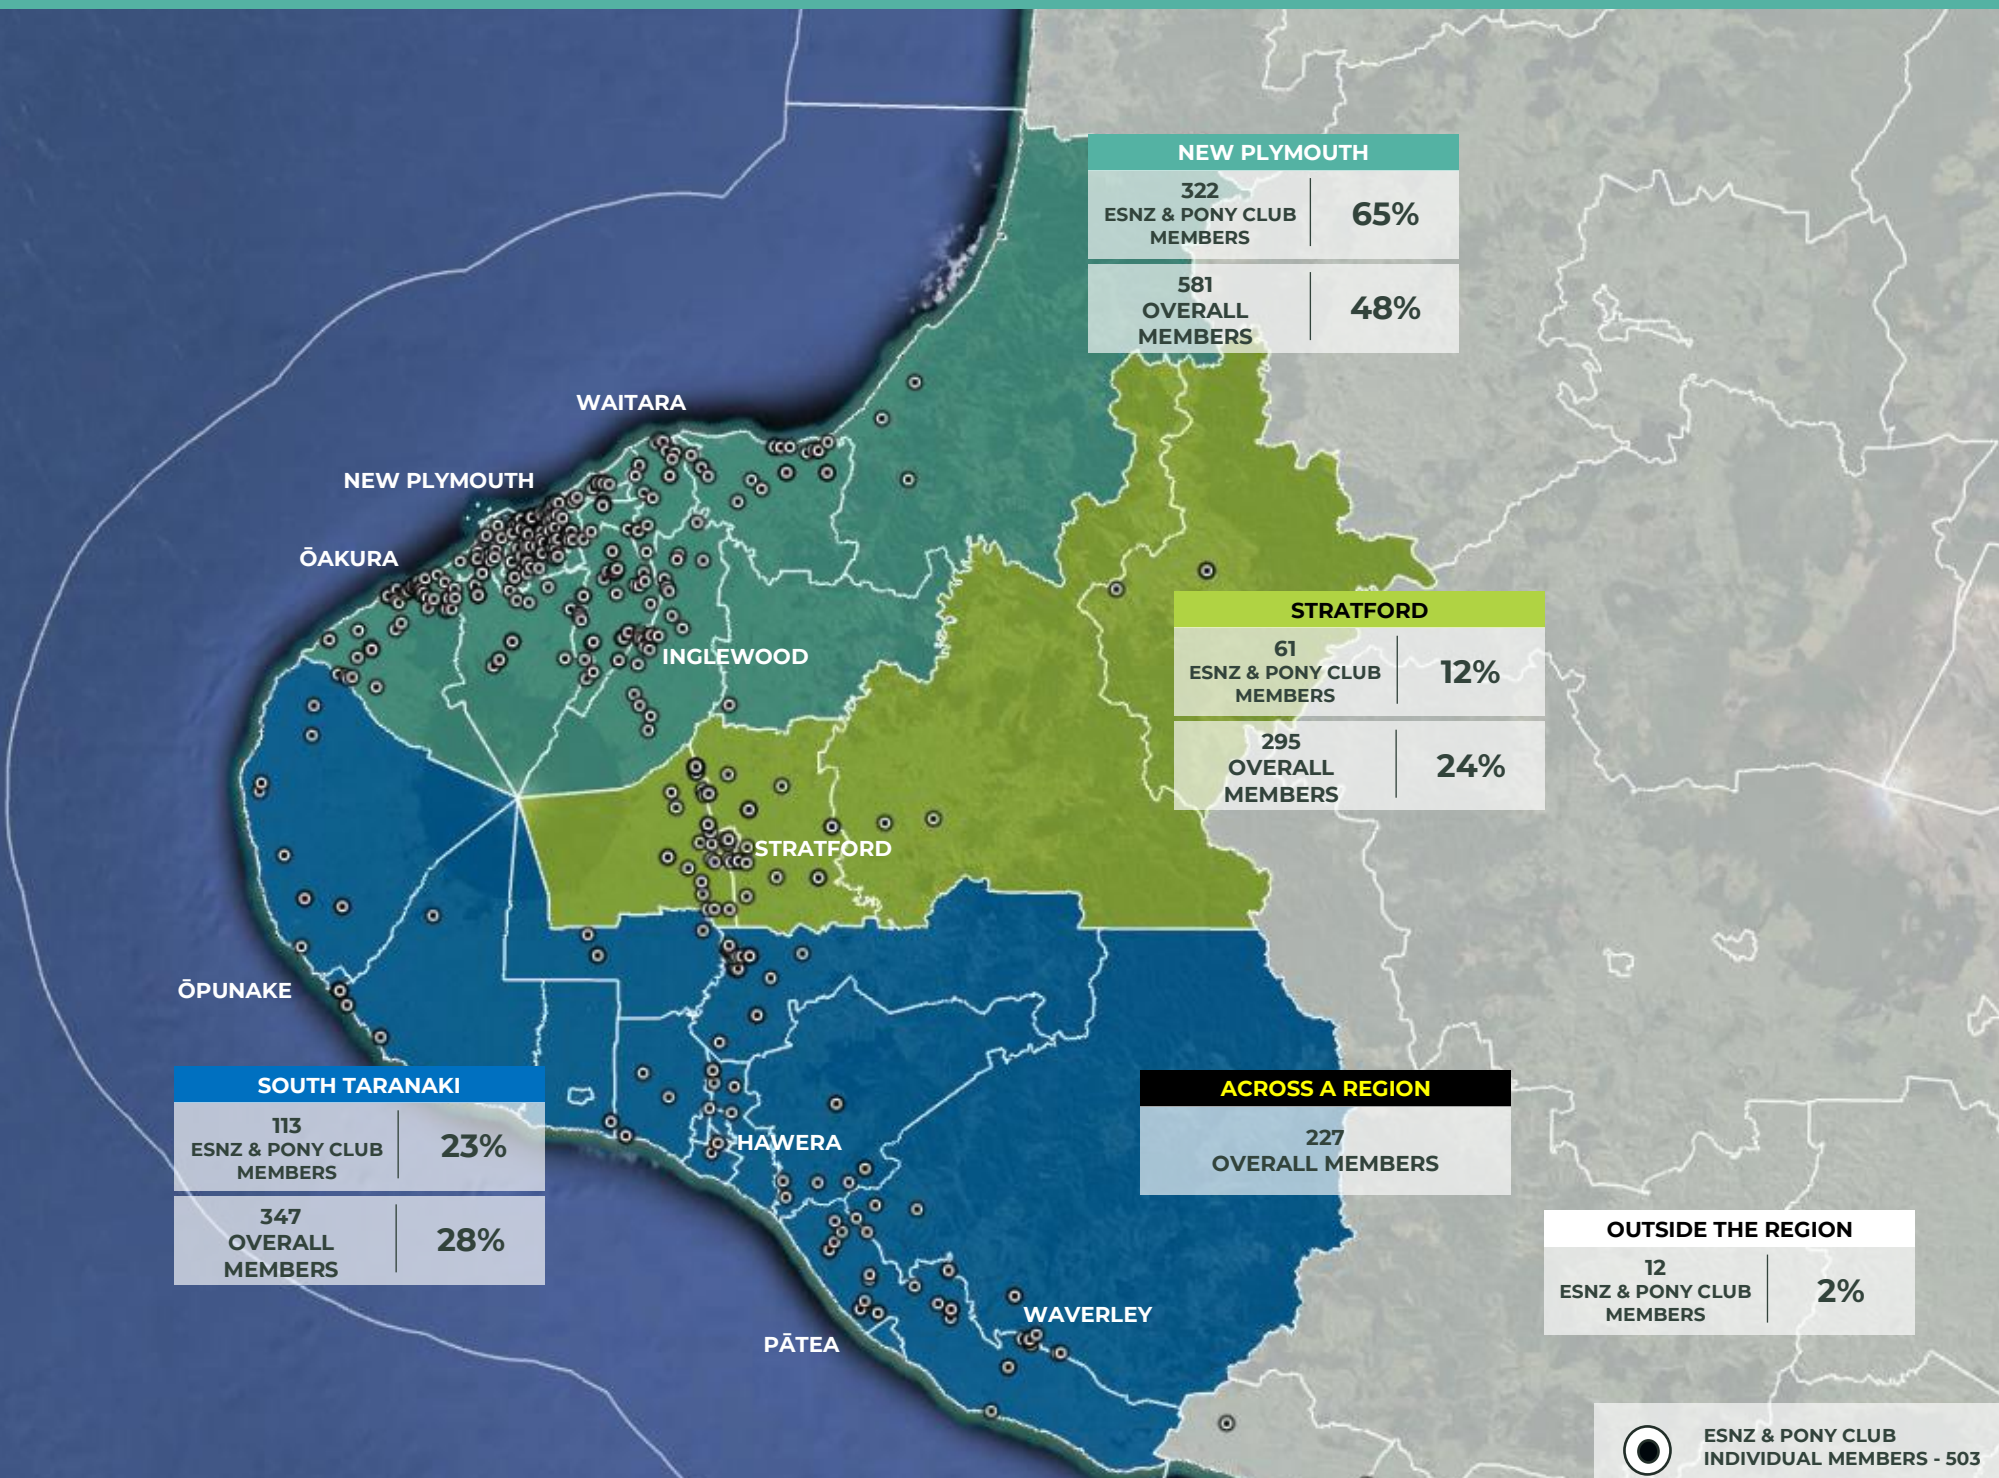 NEW PLYMOUTH
322
ESNZ & PONY CLUB
MEMBERS
65%
581
OVERALL
MEMBERS
48%
WAITARA
NEW PLYMOUTH
ŌAKURA
INGLEWOOD
STRATFORD
61
ESNZ & PONY CLUB
MEMBERS
12%
295
OVERALL
MEMBERS
24%
STRATFORD
ŌPUNAKE
SOUTH TARANAKI
113
ESNZ & PONY CLUB
MEMBERS
23%
347
OVERALL
MEMBERS
28%
ACROSS A REGION
227
OVERALL MEMBERS
HAWERA
OUTSIDE THE REGION
12
ESNZ & PONY CLUB
MEMBERS
2%
WAVERLEY
PĀTEA
ESNZ & PONY CLUB
INDIVIDUAL MEMBERS - 503